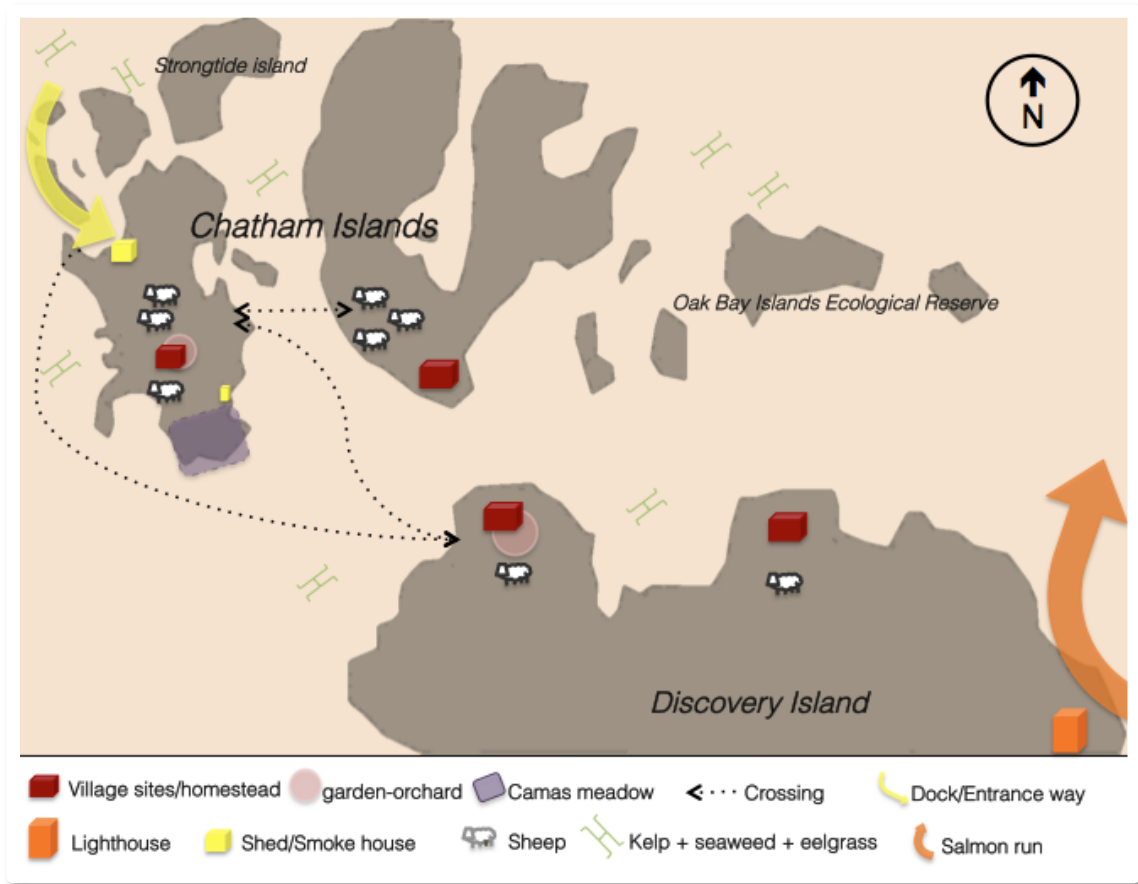 Strongtide island
N
Chatham Islands
Oak Bay Islands Ecological Reserve
Discovery Island
Village sites/homestead
garden-orchard
Camas meadow
Crossing
Dock/Entrance way
Lighthouse
Shed/Smoke house
Sheep
Kelp + seaweed + eelgrass
Salmon run